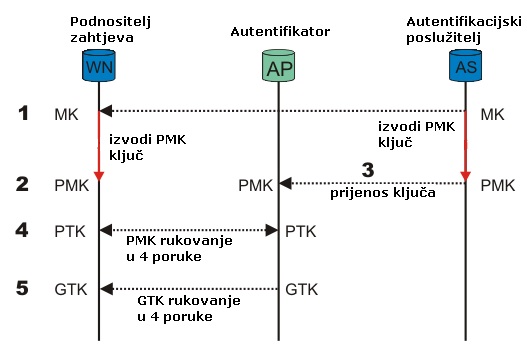 Podnositelj
zahtjeva
Autentifikator
Autentifikacijski
poslužitelj
WN
AP
AS
1
MK
MK
izvodi PMK
ključ
izvodi PMK
ključ
3
2
PMK
PMK
PMK
prijenos ključa
4
PTK
PTK
PMK rukovanje
u 4 poruke
5
GTK
GTK
GTK rukovanje
u 4 poruke